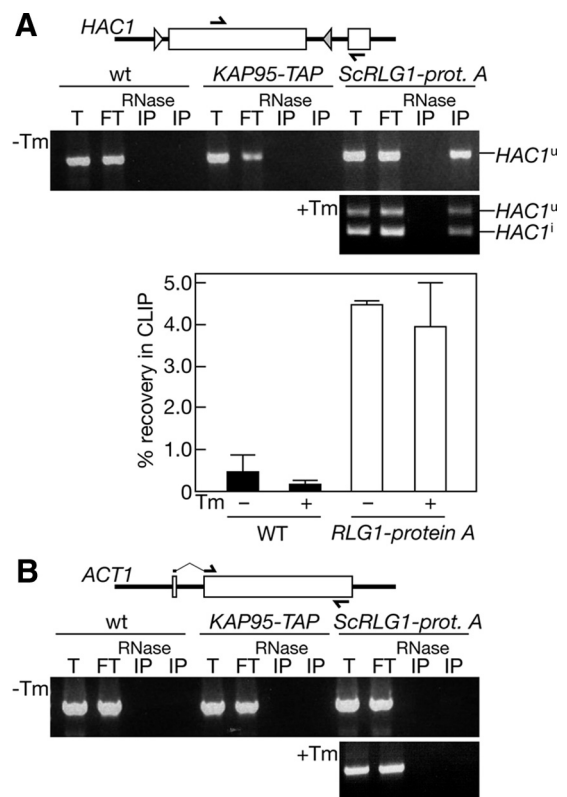 A
HAC1
wt KAP95-TAP ScRLG1-prot. A
RNase RNase RNase
T FT IP IP T FT IP IP T FT IP IP
-Tm
HAC1ᵘ
+Tm
HAC1ᵘ
HAC1ⁱ
% recovery in CLIP
5.0
4.0
3.0
2.0
1.0
0
Tm − + − +
WT RLG1-protein A
B
ACT1
wt KAP95-TAP ScRLG1-prot. A
RNase RNase RNase
T FT IP IP T FT IP IP T FT IP IP
-Tm
+Tm